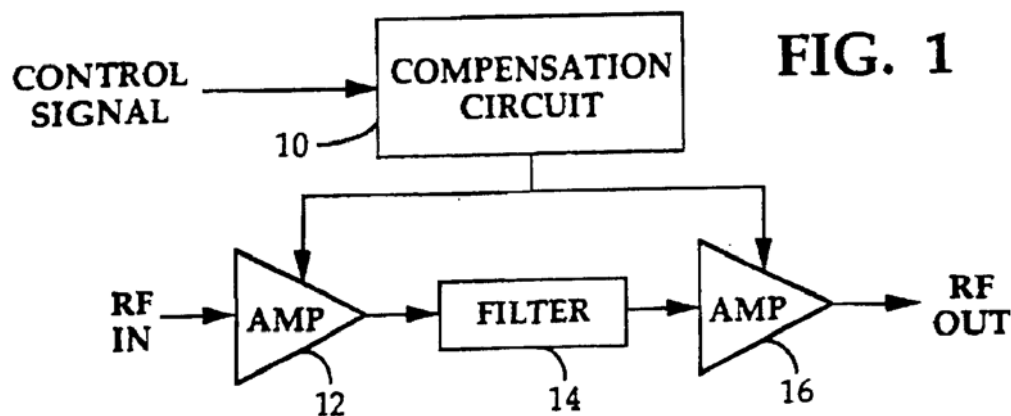 FIG. 1
CONTROL
SIGNAL
COMPENSATION
CIRCUIT
10
RF
IN
AMP
FILTER
AMP
RF
OUT
12
14
16